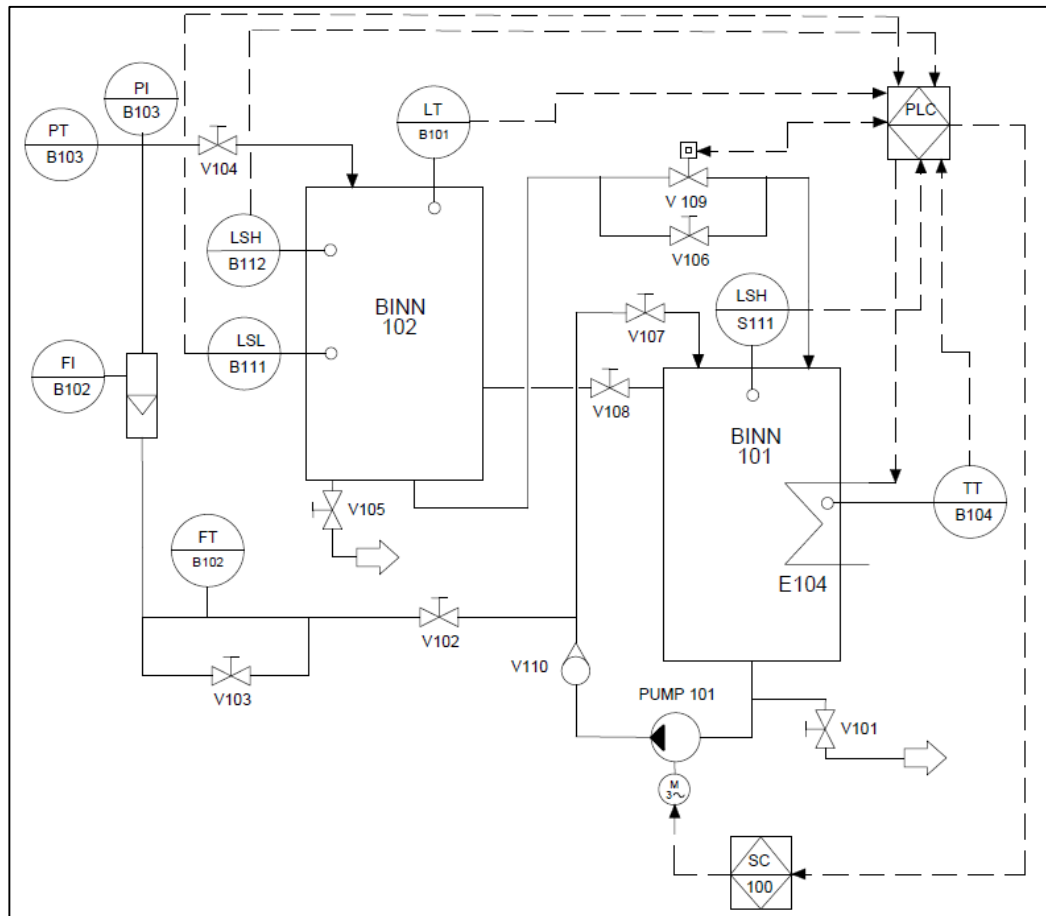 PI
B103
PT
B103
V104
LT
B101
PLC
V 109
V106
LSH
B112
BINN
102
LSH
S111
V107
LSL
B111
FI
B102
V108
BINN
101
TT
B104
V105
E104
FT
B102
V102
V103
V110
PUMP 101
V101
M
3~
SC
100